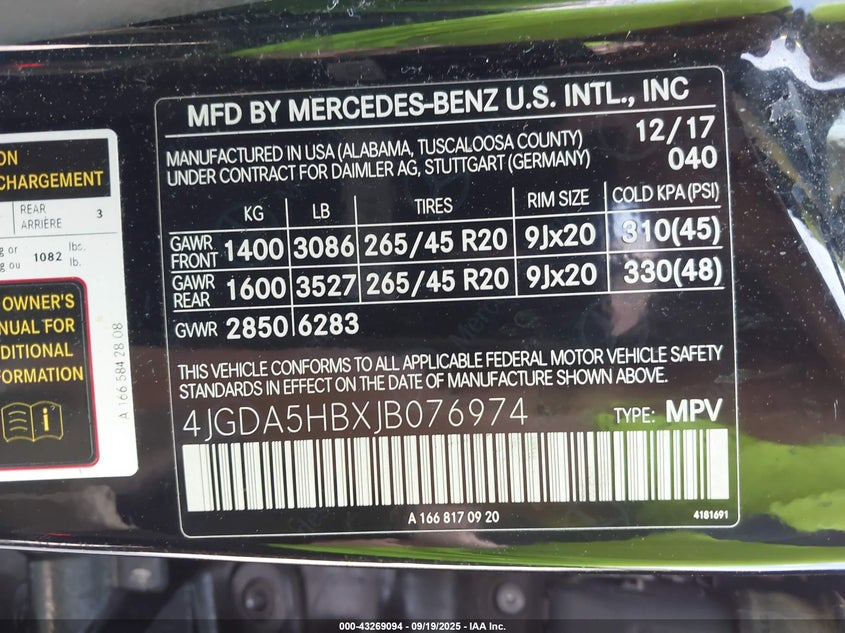 ON
CHARGEMENT
REAR
ARRIÈRE
3
g or
g ou
1082
lbs.
lb.
OWNER'S
NUAL FOR
DDITIONAL
FORMATION
A 166 584 28 08
MFD BY MERCEDES-BENZ U.S. INTL., INC
MANUFACTURED IN USA (ALABAMA, TUSCALOOSA COUNTY) 12/17
UNDER CONTRACT FOR DAIMLER AG, STUTTGART (GERMANY) 040
KG LB TIRES RIM SIZE COLD KPA (PSI)
GAWR FRONT 1400 3086 265/45 R20 9Jx20 310(45)
GAWR REAR 1600 3527 265/45 R20 9Jx20 330(48)
GVWR 2850 6283
THIS VEHICLE CONFORMS TO ALL APPLICABLE FEDERAL MOTOR VEHICLE SAFETY
STANDARDS IN EFFECT ON THE DATE OF MANUFACTURE SHOWN ABOVE.
4JGDA5HBXJB076974 TYPE: MPV
A 166 817 09 20 4181691
000-43269094 - 09/19/2025 - IAA Inc.